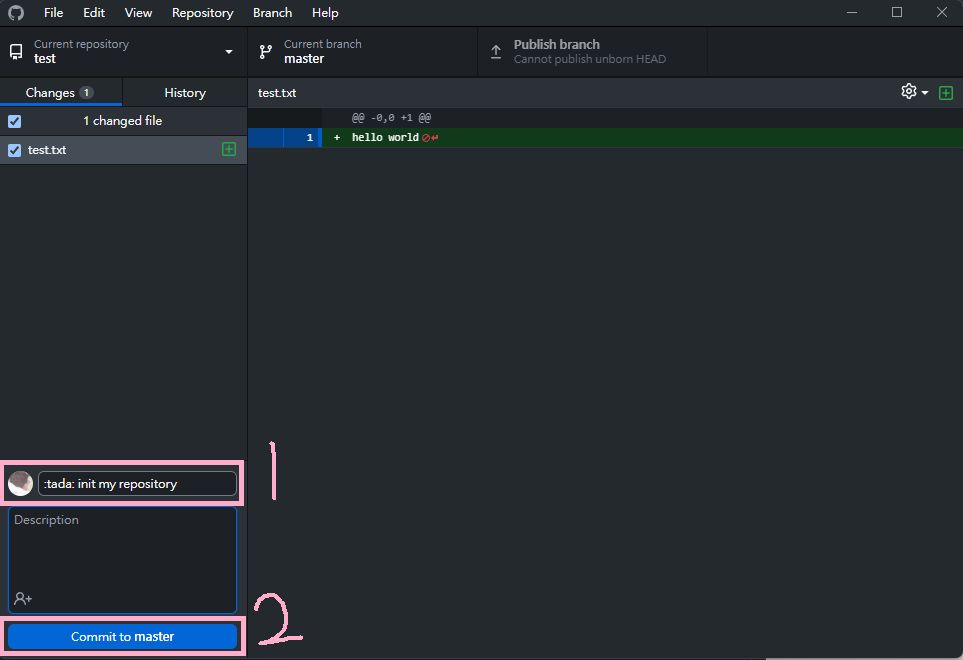 File Edit View Repository Branch Help
Current repository
test
Current branch
master
Publish branch
Cannot publish unborn HEAD
Changes 1 History
test.txt
1 changed file
@@ -0,0 +1 @@
test.txt
1 + hello world
1
:tada: init my repository
Description
2
Commit to master